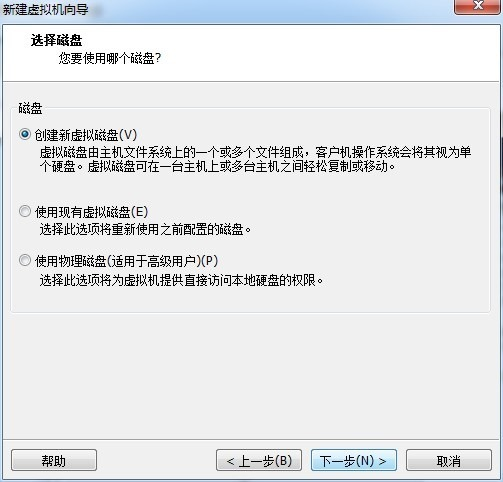 新建虚拟机向导
选择磁盘
您要使用哪个磁盘?
磁盘
创建新虚拟磁盘(V)
虚拟磁盘由主机文件系统上的一个或多个文件组成，客户机操作系统会将其视为单
个硬盘。虚拟磁盘可在一台主机上或多台主机之间轻松复制或移动。
使用现有虚拟磁盘(E)
选择此选项将重新使用之前配置的磁盘。
使用物理磁盘(适用于高级用户)(P)
选择此选项将为虚拟机提供直接访问本地硬盘的权限。
帮助
< 上一步(B)
下一步(N) >
取消